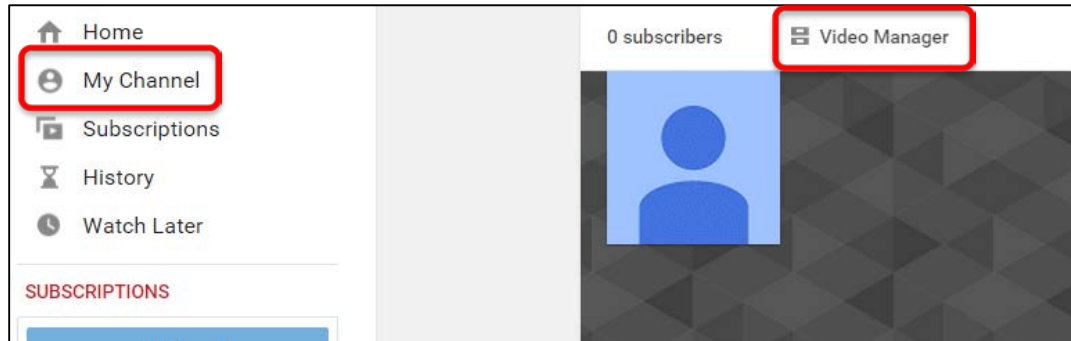 Home
My Channel
Subscriptions
History
Watch Later
SUBSCRIPTIONS
0 subscribers
Video Manager